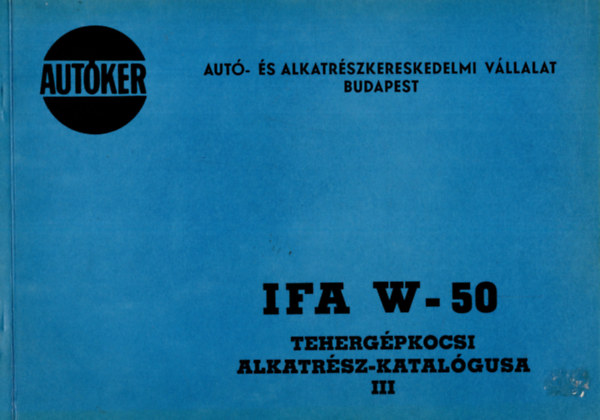 AUTÓKER
AUTÓ- ÉS ALKATRÉSZKERESKEDELMI VÁLLALAT
BUDAPEST
IFA W-50
TEHERGÉPKOCSI
ALKATRÉSZ-KATALÓGUSA
III